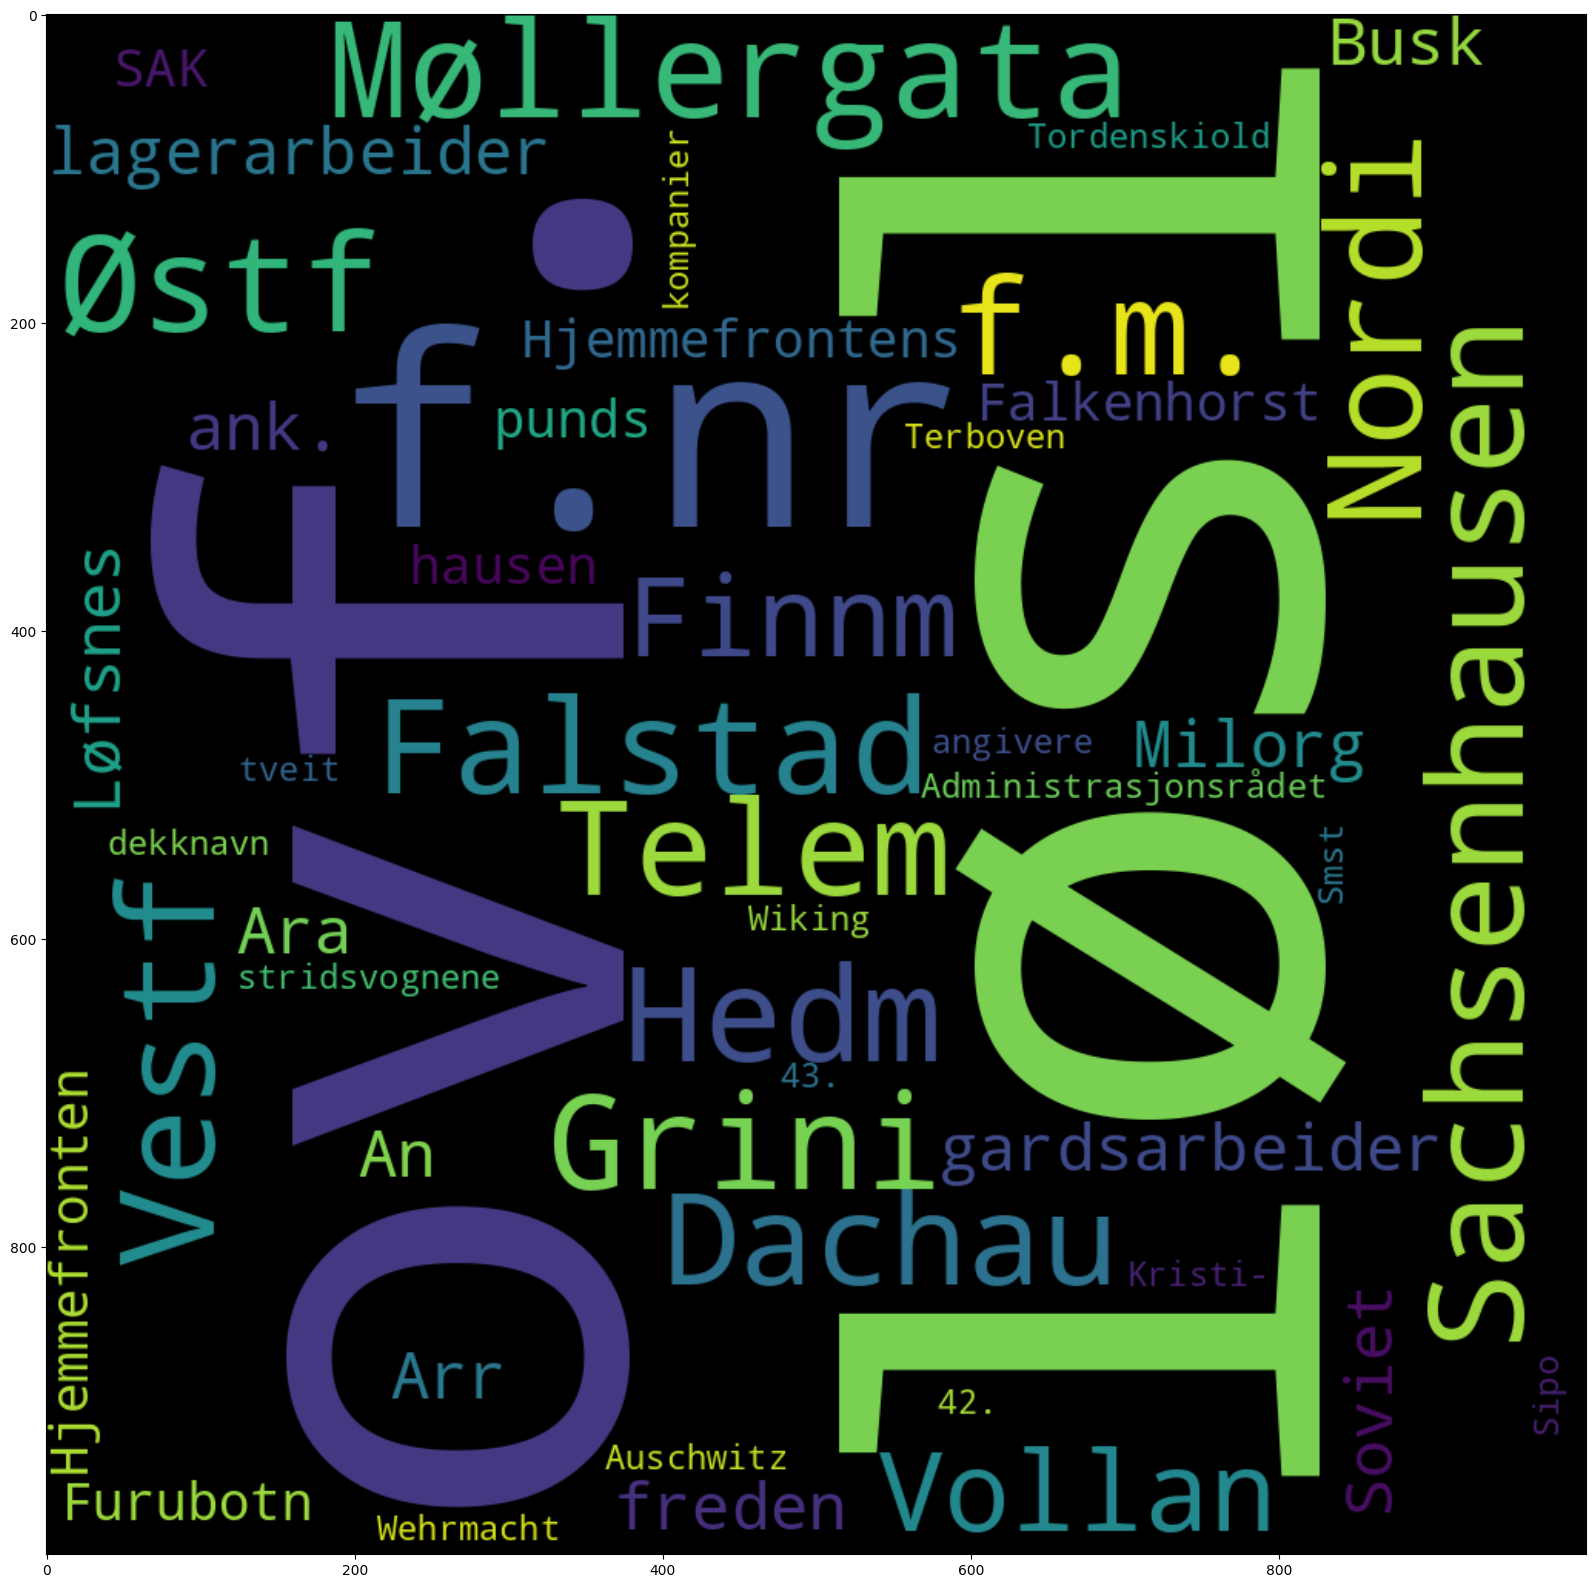 0
SAK
Møllergata
Busk
lagerarbeider
kompanier
Tordenskiold
Østf
Nordi
200
Hjemmefrontens
f.m.
ank.
f.nr
punds
Falkenhorst
Terboven
Sachsenhausen
hausen
Løfsnes
Finnm
400
ovf.
løsl
Falstad
angivere
Milorg
tveit
Administrasjonsrådet
dekknavn
Telem
Smst
Vestf
Ara
Wiking
600
stridsvognene
Hedm
43.
Grini
An
gardsarbeider
Hjemmefronten
Dachau
Kristi-
800
Arr
42.
Soviet
Sipo
Auschwitz
Furubotn
freden
Vollan
Wehrmacht
0 200 400 600 800